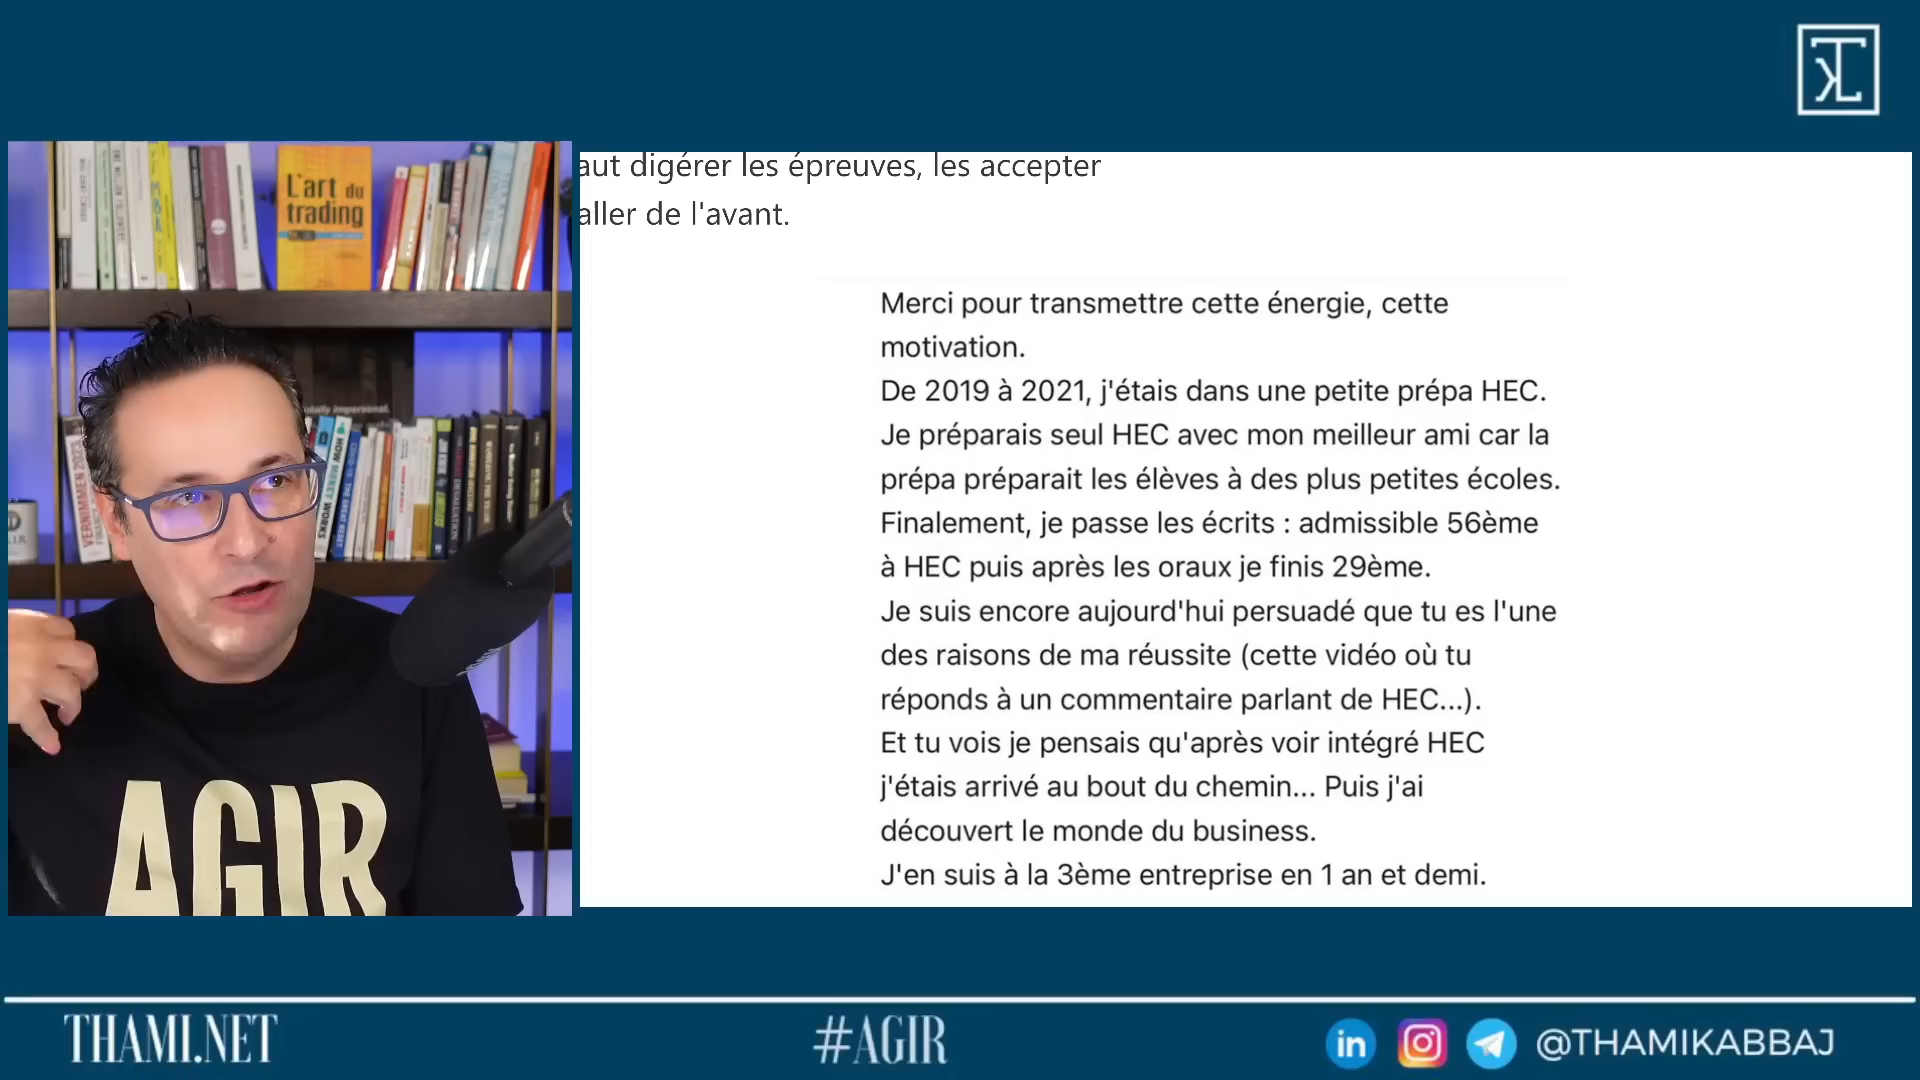 aut digérer les épreuves, les accepter
aller de l'avant.
Merci pour transmettre cette énergie, cette
motivation.
De 2019 à 2021, j'étais dans une petite prépa HEC.
Je préparais seul HEC avec mon meilleur ami car la
prépa préparait les élèves à des plus petites écoles.
Finalement, je passe les écrits : admissible 56ème
à HEC puis après les oraux je finis 29ème.
Je suis encore aujourd'hui persuadé que tu es l'une
des raisons de ma réussite (cette vidéo où tu
réponds à un commentaire parlant de HEC...).
Et tu vois je pensais qu'après voir intégré HEC
j'étais arrivé au bout du chemin... Puis j'ai
découvert le monde du business.
J'en suis à la 3ème entreprise en 1 an et demi.
L'art du
trading
VERNIMMEN 2023
HOW MONEY WORKS
AGIR
THAMI.NET
#AGIR
in
@THAMIKABBAJ